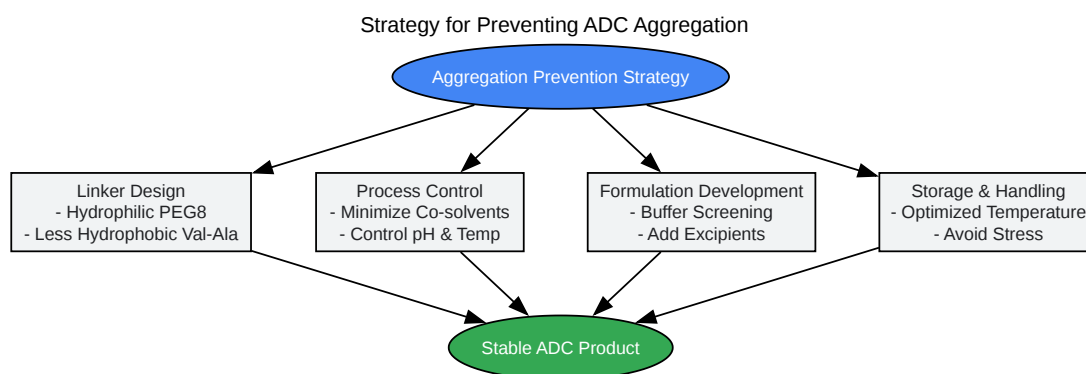 Strategy for Preventing ADC Aggregation
Aggregation Prevention Strategy
Linker Design
- Hydrophilic PEG8
- Less Hydrophobic Val-Ala
Process Control
- Minimize Co-solvents
- Control pH & Temp
Formulation Development
- Buffer Screening
- Add Excipients
Storage & Handling
- Optimized Temperature
- Avoid Stress
Stable ADC Product